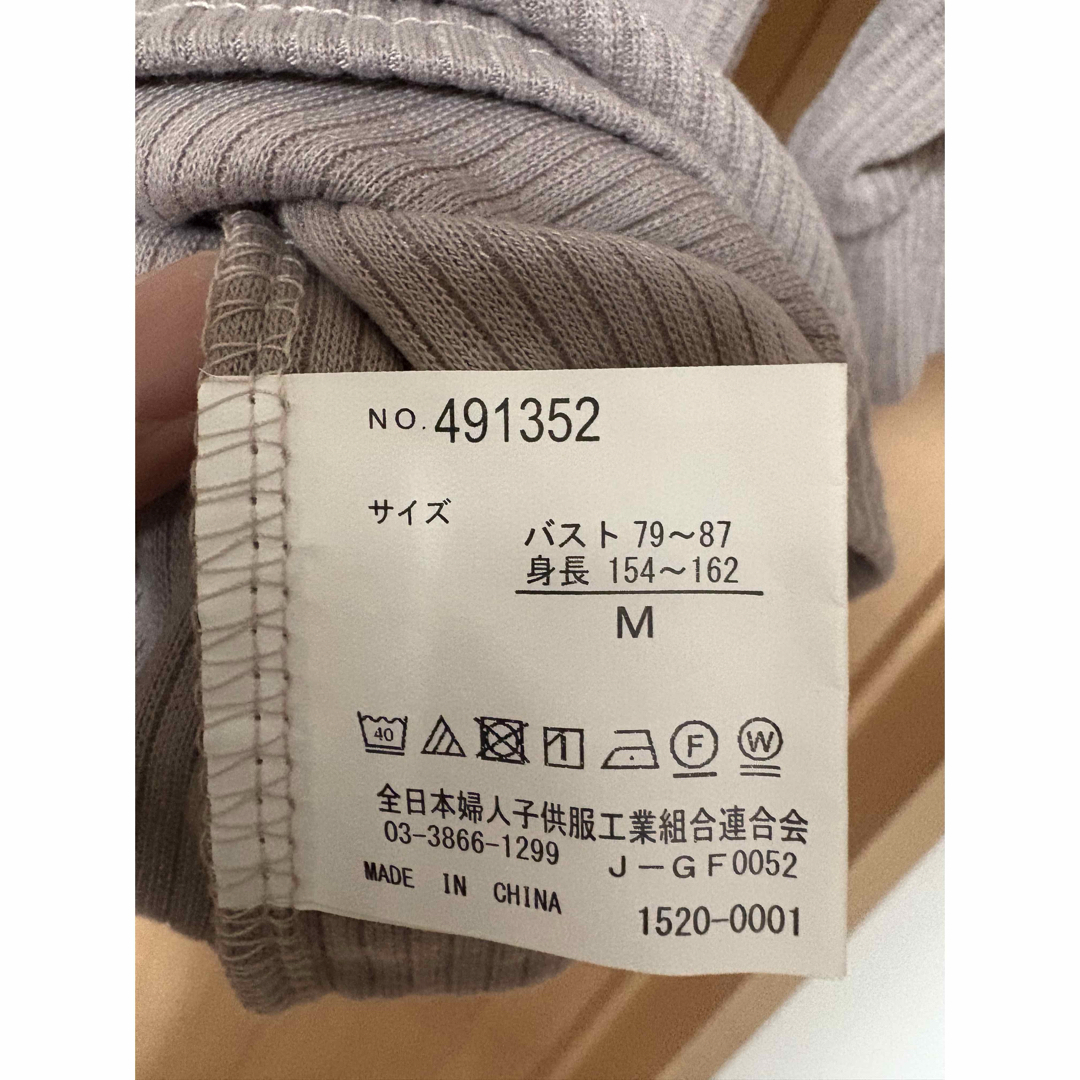 NO. 491352
サイズ
バスト 79～87
身長 154～162
M
40 F W
全日本婦人子供服工業組合連合会
03-3866-1299 J－GF0052
MADE IN CHINA 1520-0001